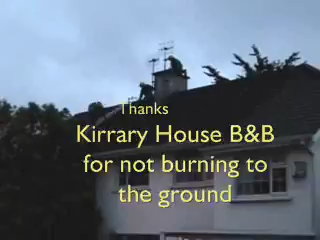 Thanks
Kirrary House B&B
for not burning to
the ground